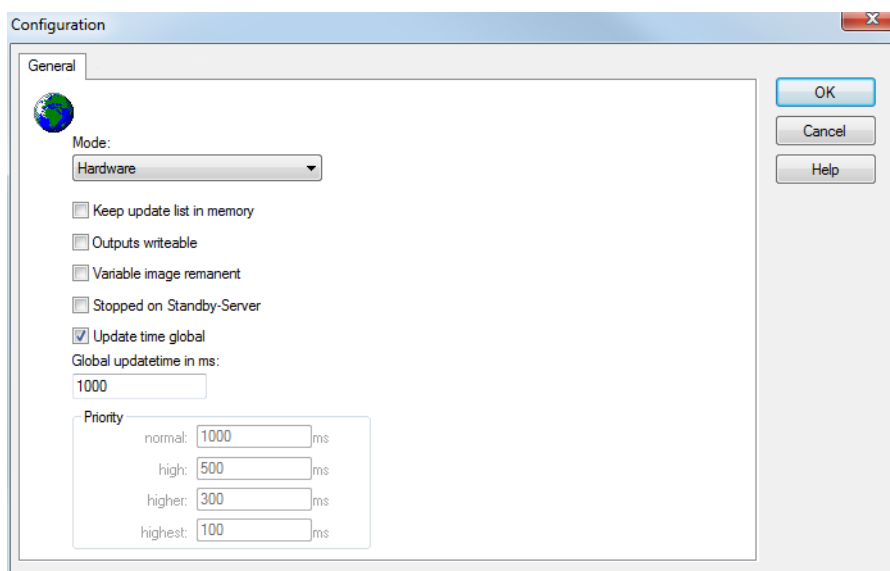 Configuration
General
OK
Cancel
Help
Mode:
Hardware
Keep update list in memory
Outputs writeable
Variable image remanent
Stopped on Standby-Server
Update time global
Global updatetime in ms:
1000
Priority
normal: 1000 ms
high: 500 ms
higher: 300 ms
highest: 100 ms